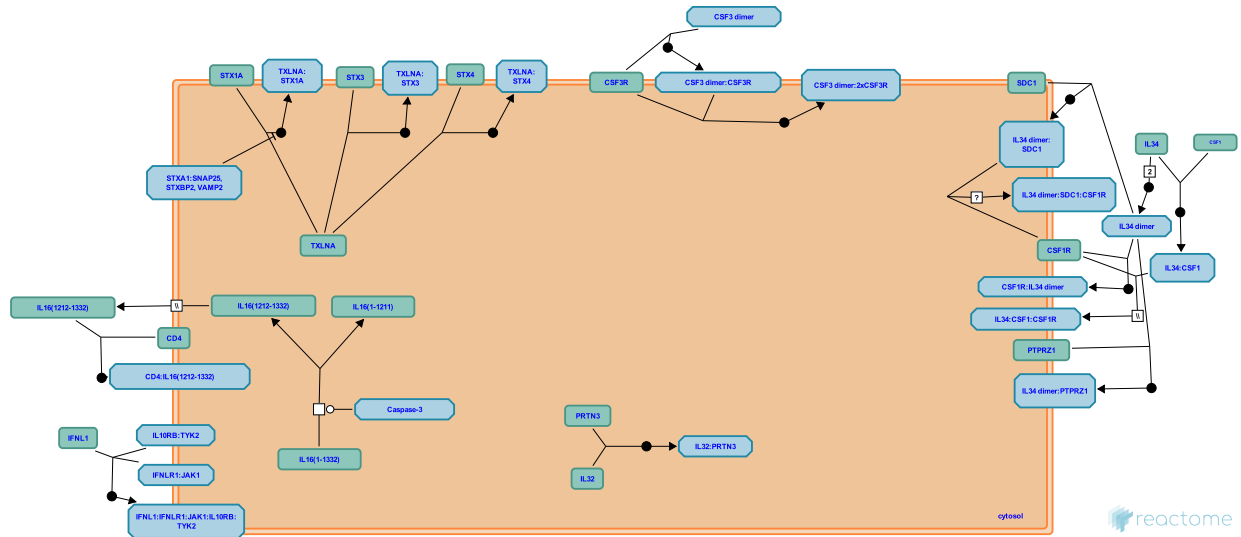 CSF3 dimer
STX1A
TXLNA:
STX1A
STX3
TXLNA:
STX3
STX4
TXLNA:
STX4
CSF3R
CSF3 dimer:CSF3R
CSF3 dimer:2xCSF3R
SDC1
IL34 dimer:
SDC1
IL34
CSF1
2
STXA1:SNAP25,
STXBP2, VAMP2
IL34 dimer:SDC1:CSF1R
?
IL34 dimer
TXLNA
CSF1R
IL34:CSF1
CSF1R:IL34 dimer
IL16(1212-1332)
\\
IL16(1212-1332)
IL16(1-1211)
IL34:CSF1:CSF1R
\\
CD4
PTPRZ1
CD4:IL16(1212-1332)
IL34 dimer:PTPRZ1
Caspase-3
PRTN3
IFNL1
IL10RB:TYK2
IL32:PRTN3
IL16(1-1332)
IFNLR1:JAK1
IL32
IFNL1:IFNLR1:JAK1:IL10RB:
TYK2
cytosol
reactome